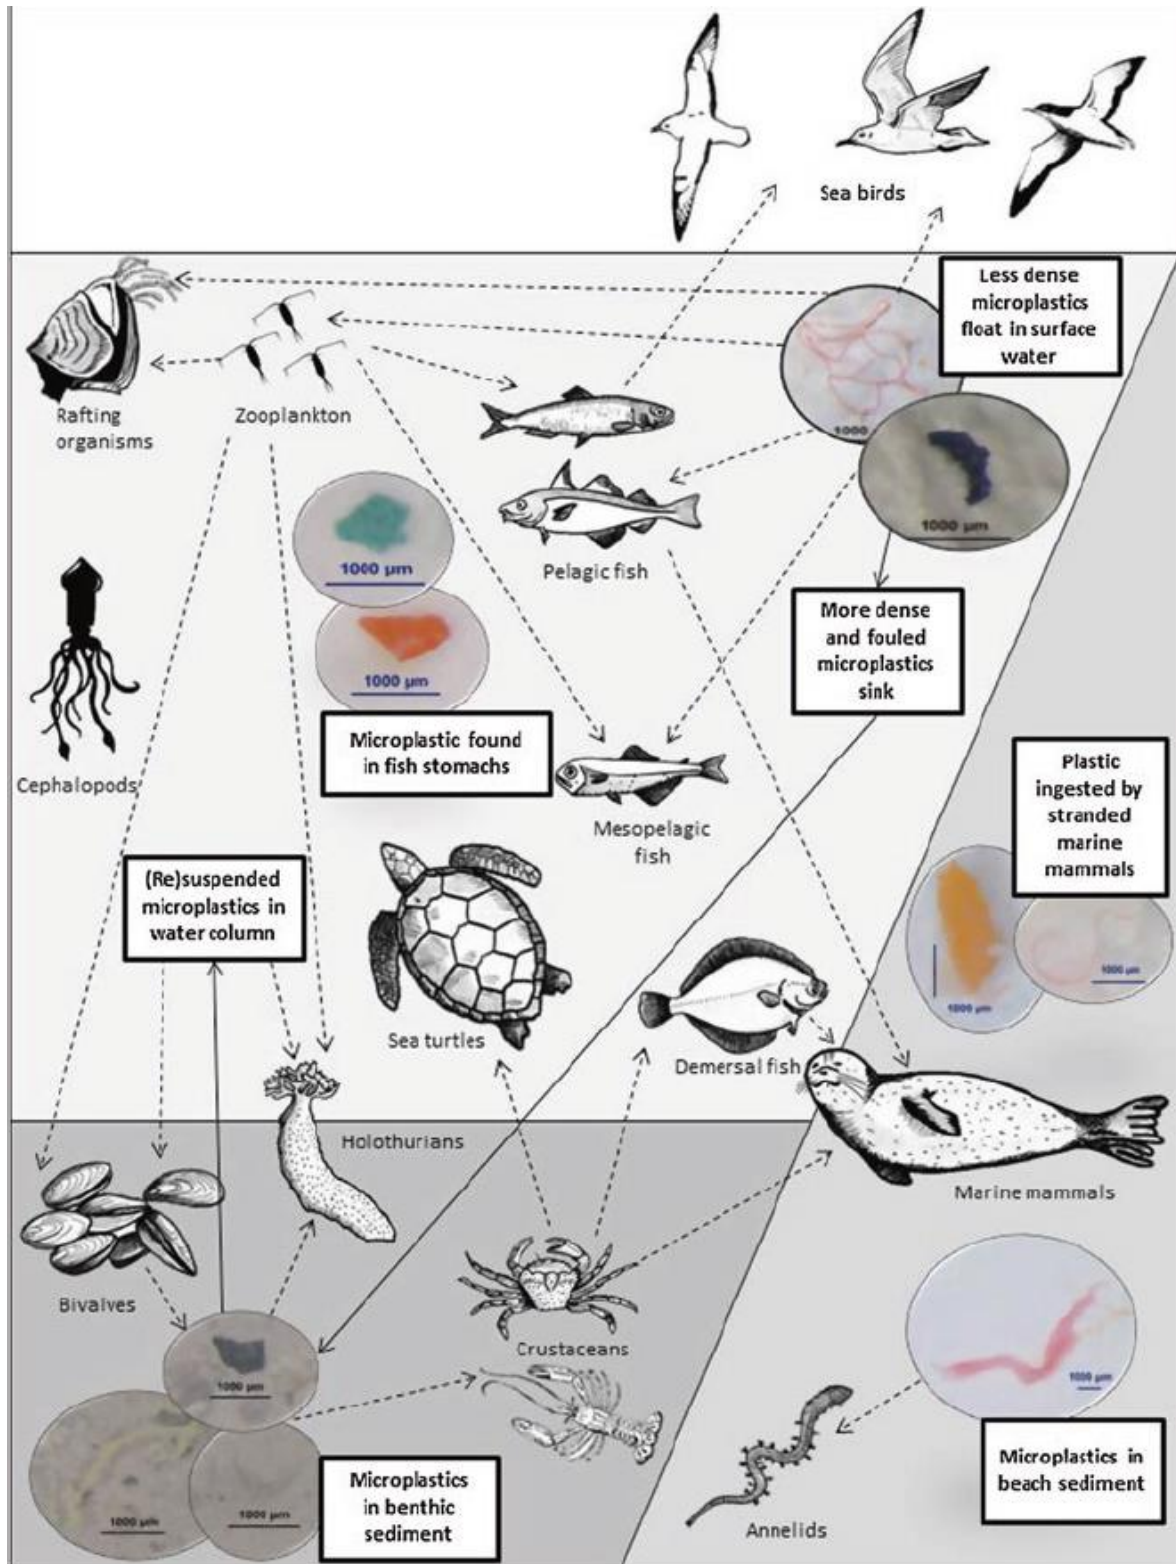 Sea birds
Less dense
microplastics
float in surface
water
Rafting
organisms
Zooplankton
1000
1000 µm
1000 µm
Pelagic fish
More dense
and fouled
microplastics
sink
1000 µm
Microplastic found
in fish stomachs
Cephalopods
Mesopelagic
fish
Plastic
ingested by
stranded
marine
mammals
(Re)suspended
microplastics in
water column
1000 µm
1000 µm
Sea turtles
Demersal fish
Holothurians
Marine mammals
Bivalves
Crustaceans
1000 µm
1000 µm
1000 µm
1000 µm
Microplastics
in benthic
sediment
Microplastics in
beach sediment
Annelids